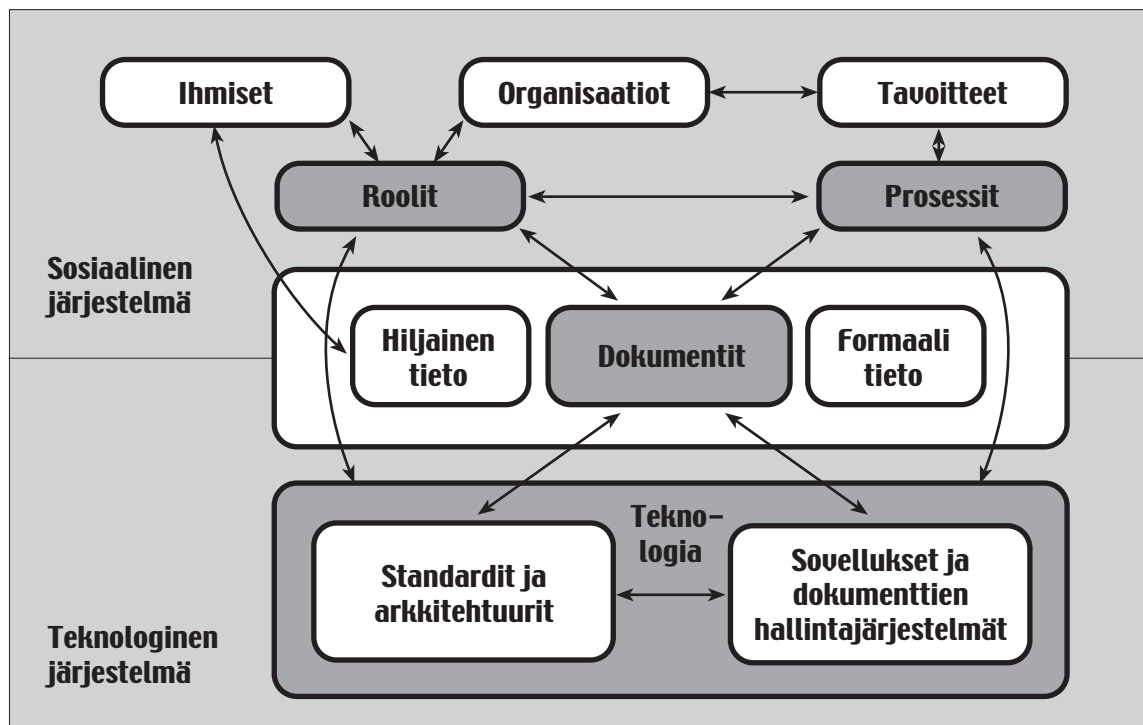 Ihmiset
Organisaatiot
Tavoitteet
Roolit
Prosessit
Sosiaalinen
järjestelmä
Hiljainen
tieto
Dokumentit
Formaali
tieto
Tekno-
logia
Standardit ja
arkkitehtuurit
Sovellukset ja
dokumenttien
hallintajärjestelmät
Teknologinen
järjestelmä